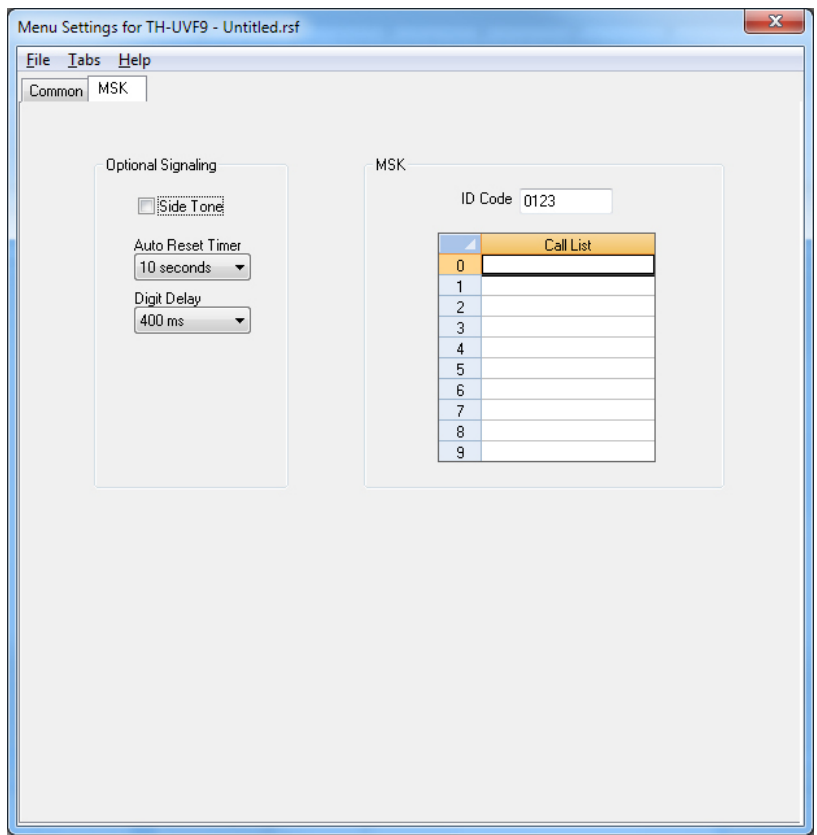 Menu Settings for TH-UVF9 - Untitled.rsf
x
File Tabs Help
Common MSK
Optional Signaling
Side Tone
Auto Reset Timer
10 seconds
Digit Delay
400 ms
MSK
ID Code 0123
Call List
0
1
2
3
4
5
6
7
8
9